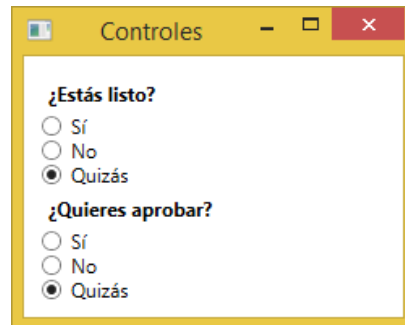 Controles
¿Estás listo?
Sí
No
Quizás
¿Quieres aprobar?
Sí
No
Quizás